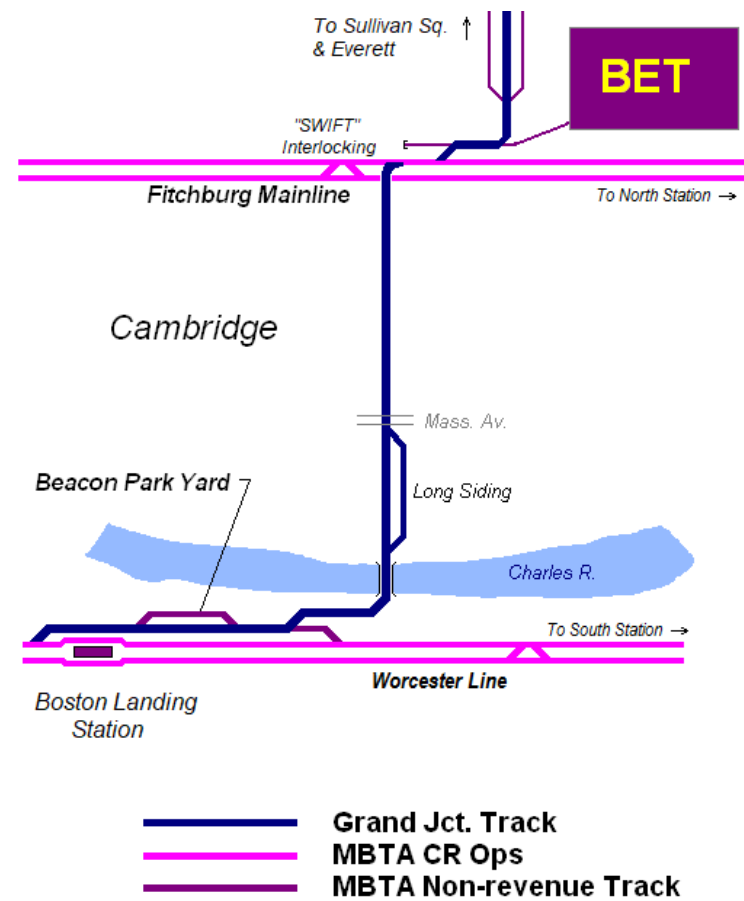 To Sullivan Sq. ↑
& Everett
BET
"SWIFT"
Interlocking
Fitchburg Mainline
To North Station →
Cambridge
Mass. Av.
Beacon Park Yard
Long Siding
Charles R.
To South Station →
Worcester Line
Boston Landing
Station
Grand Jct. Track
MBTA CR Ops
MBTA Non-revenue Track